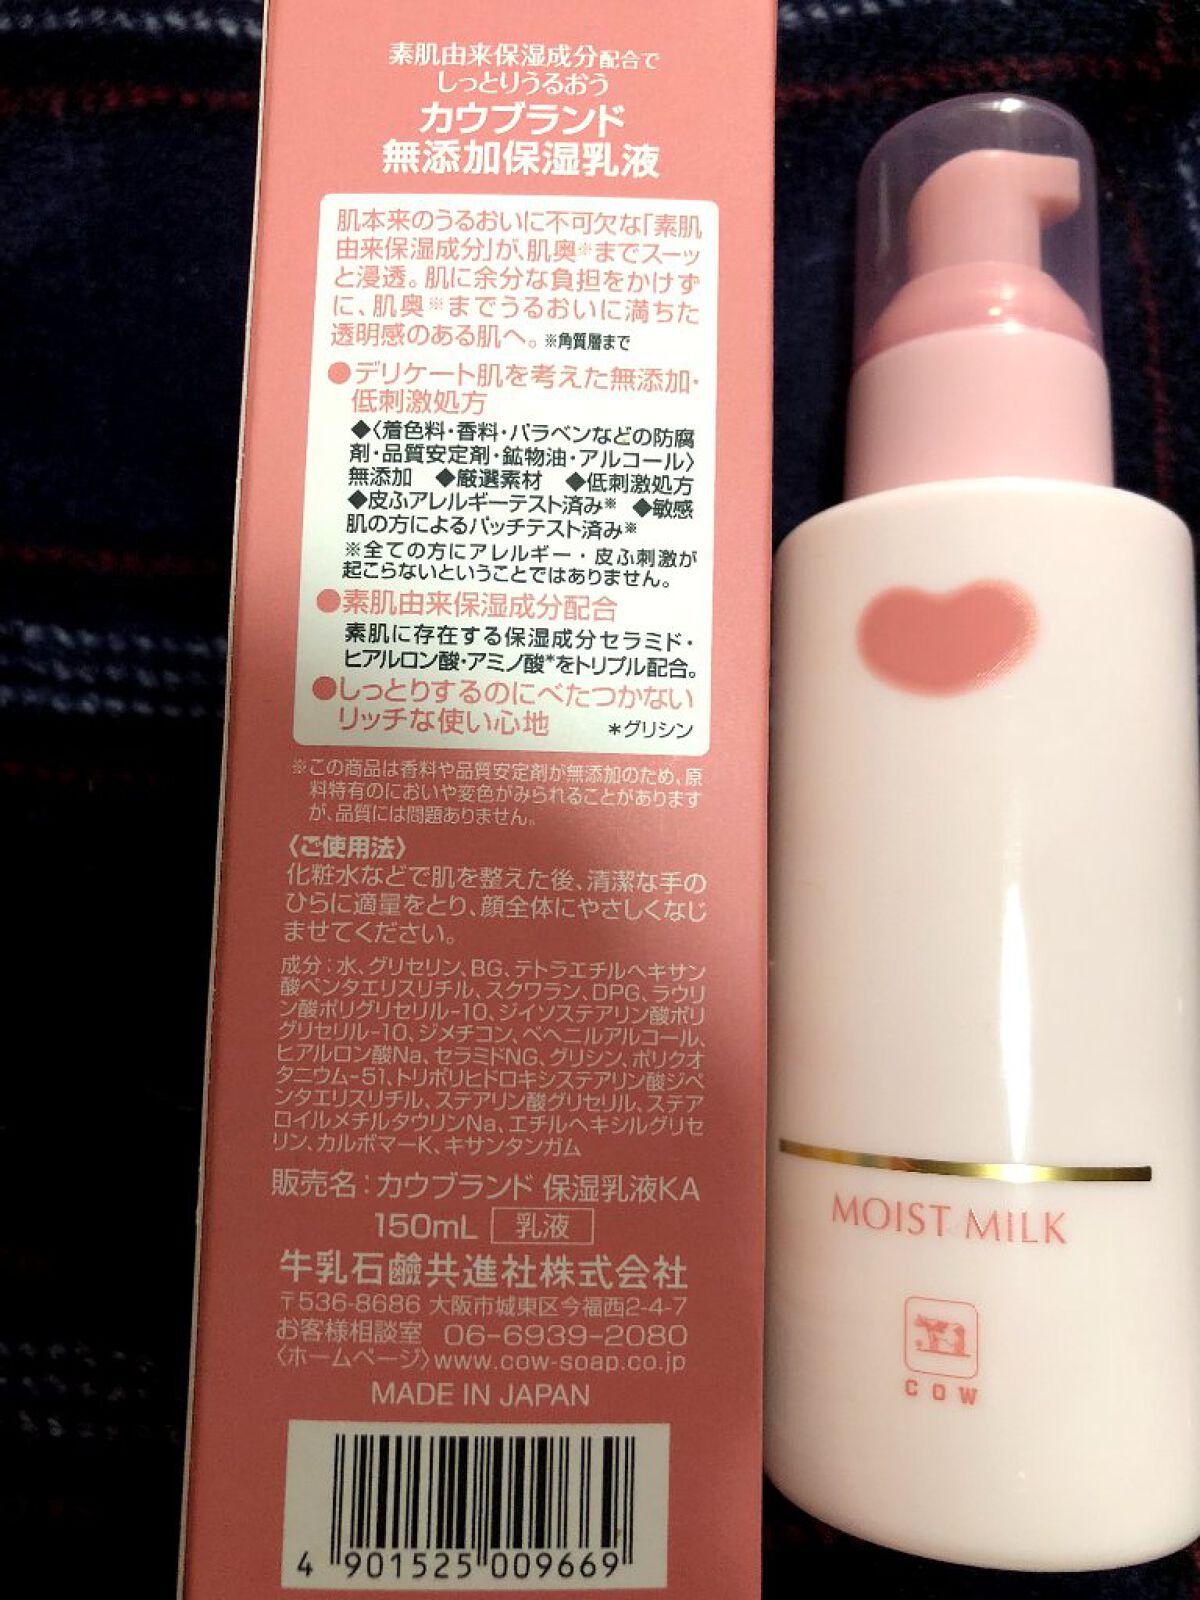 素肌由来保湿成分配合で
しっとりうるおう
カウブランド
無添加保湿乳液
肌本来のうるおいに不可欠な「素肌
由来保湿成分」が、肌奥※までスーッ
と浸透。肌に余分な負担をかけず
に、肌奥※までうるおいに満ちた
透明感のある肌へ。※角質層まで
●デリケート肌を考えた無添加・
低刺激処方
◆〈着色料・香料・パラベンなどの防腐
剤・品質安定剤・鉱物油・アルコール〉
無添加 ◆厳選素材 ◆低刺激処方
◆皮ふアレルギーテスト済み※ ◆敏感
肌の方によるパッチテスト済み※
※全ての方にアレルギー・皮ふ刺激が
起こらないということではありません。
●素肌由来保湿成分配合
素肌に存在する保湿成分セラミド・
ヒアルロン酸・アミノ酸*をトリプル配合。
●しっとりするのにべたつかない
リッチな使い心地 *グリシン
※この商品は香料や品質安定剤が無添加のため、原
料特有のにおいや変色がみられることがあります
が、品質には問題ありません。
〈ご使用法〉
化粧水などで肌を整えた後、清潔な手の
ひらに適量をとり、顔全体にやさしくなじ
ませてください。
成分：水、グリセリン、BG、テトラエチルヘキサン
酸ペンタエリスリチル、スクワラン、DPG、ラウリ
ン酸ポリグリセリル-10、ジイソステアリン酸ポリ
グリセリル-10、ジメチコン、ベヘニルアルコール、
ヒアルロン酸Na、セラミドNG、グリシン、ポリクオ
タニウム-51、トリポリヒドロキシステアリン酸ジペ
ンタエリスリチル、ステアリン酸グリセリル、ステア
ロイルメチルタウリンNa、エチルヘキシルグリセ
リン、カルボマーK、キサンタンガム
販売名：カウブランド 保湿乳液KA
150mL 乳液
牛乳石鹼共進社株式会社
〒536-8686 大阪市城東区今福西2-4-7
お客様相談室 06-6939-2080
〈ホームページ〉www.cow-soap.co.jp
MADE IN JAPAN
4 901525 009669
MOIST MILK
COW